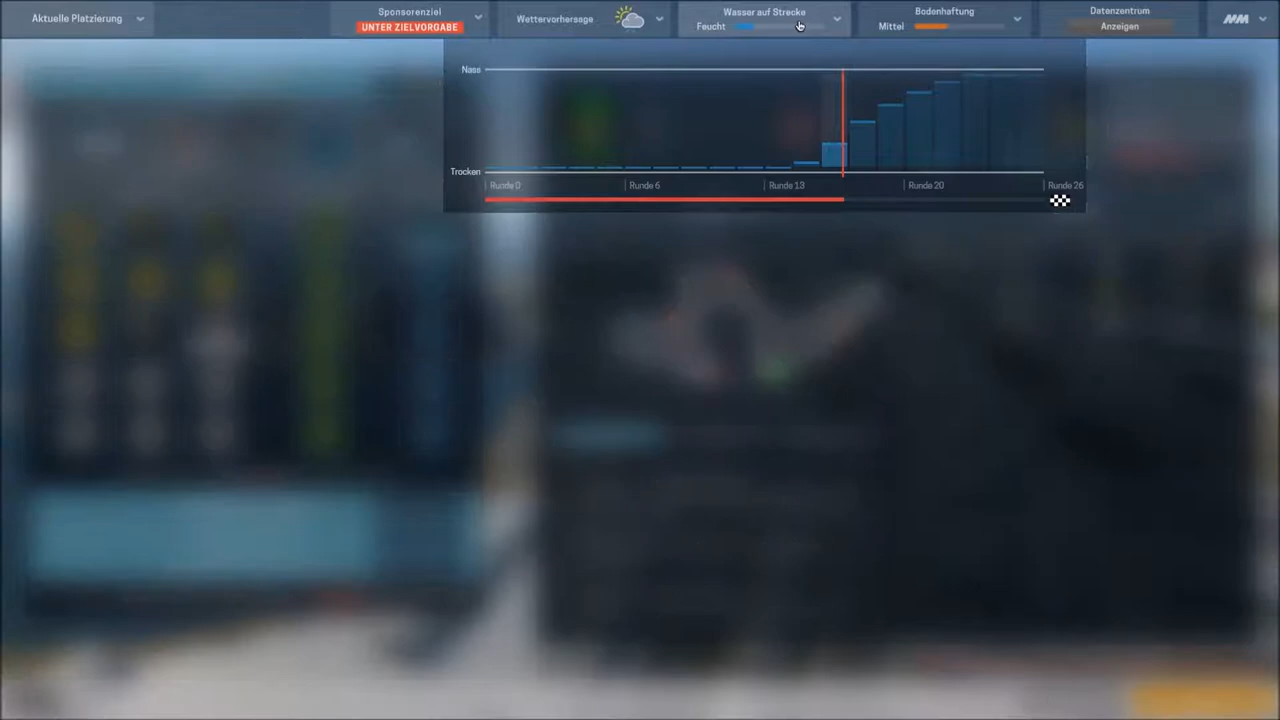 Aktuelle Platzierung
Sponsorenziel
UNTER ZIELVORGABE
Wettervorhersage
Wasser auf Strecke
Feucht
Bodenhaftung
Mittel
Datenzentrum
Anzeigen
MM
Nass
Trocken
Runde 0
Runde 6
Runde 13
Runde 20
Runde 26